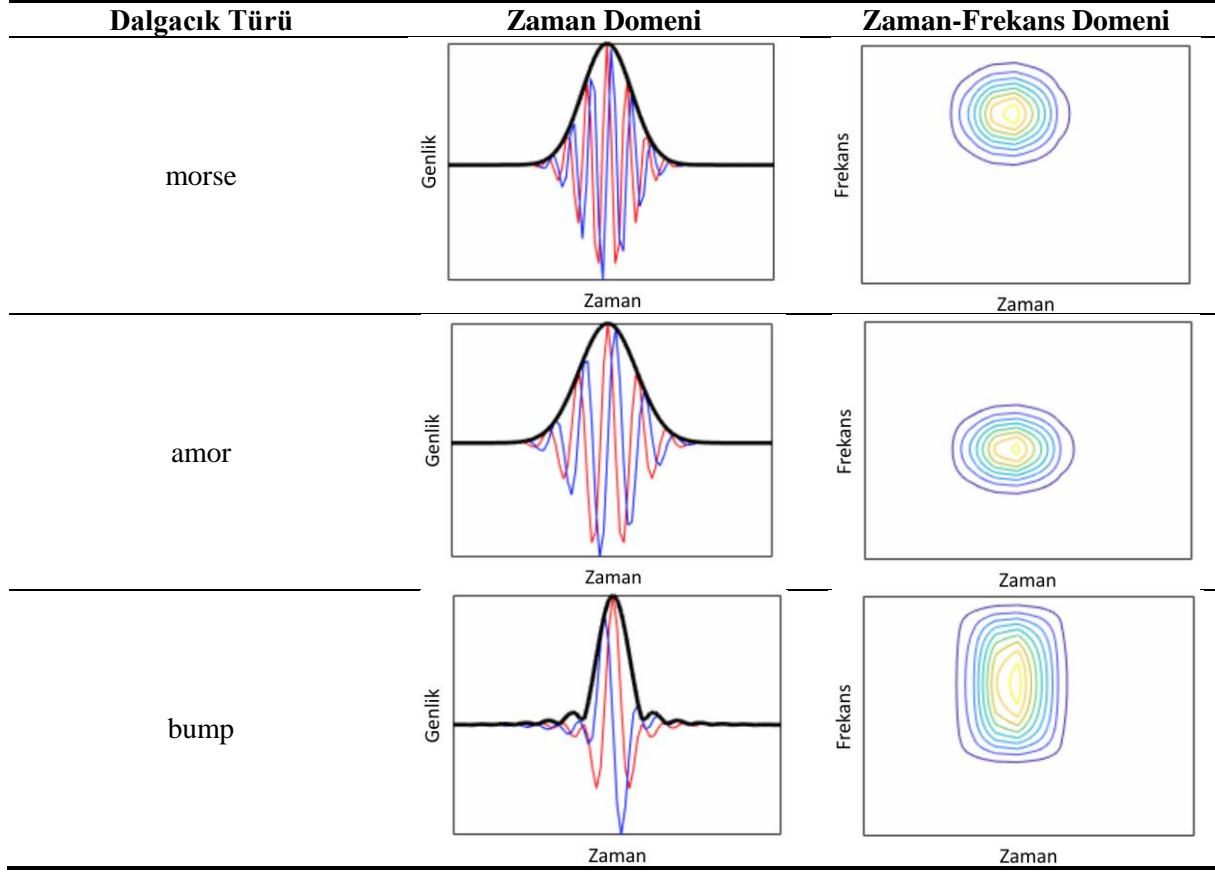 Dalgacık Türü Zaman Domeni Zaman-Frekans Domeni
morse
Genlik
Zaman
Frekans
Zaman
amor
Genlik
Zaman
Frekans
Zaman
bump
Genlik
Zaman
Frekans
Zaman